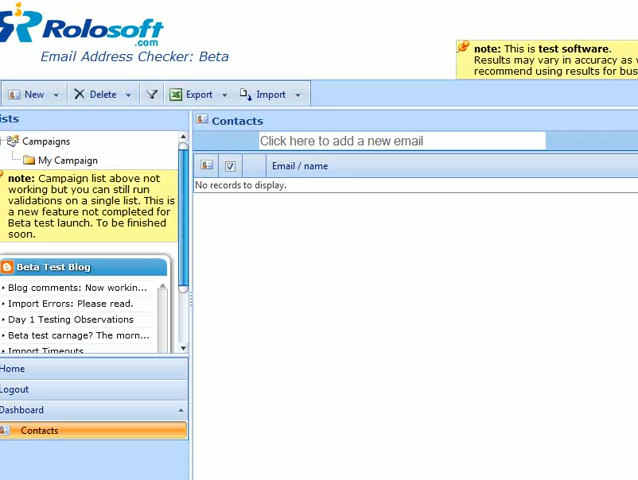 Rolosoft
.com
Email Address Checker: Beta
note: This is test software.
Results may vary in accuracy as
recommend using results for bus
New
Delete
Export
Import
ists
Campaigns
My Campaign
note: Campaign list above not
working but you can still run
validations on a single list. This is
a new feature not completed for
Beta test launch. To be finished
soon.
Beta Test Blog
Blog comments: Now workin...
Import Errors: Please read.
Day 1 Testing Observations
Beta test carnage? The morn...
Import Timeouts
Home
Logout
Dashboard
Contacts
Contacts
Click here to add a new email
Email / name
No records to display.